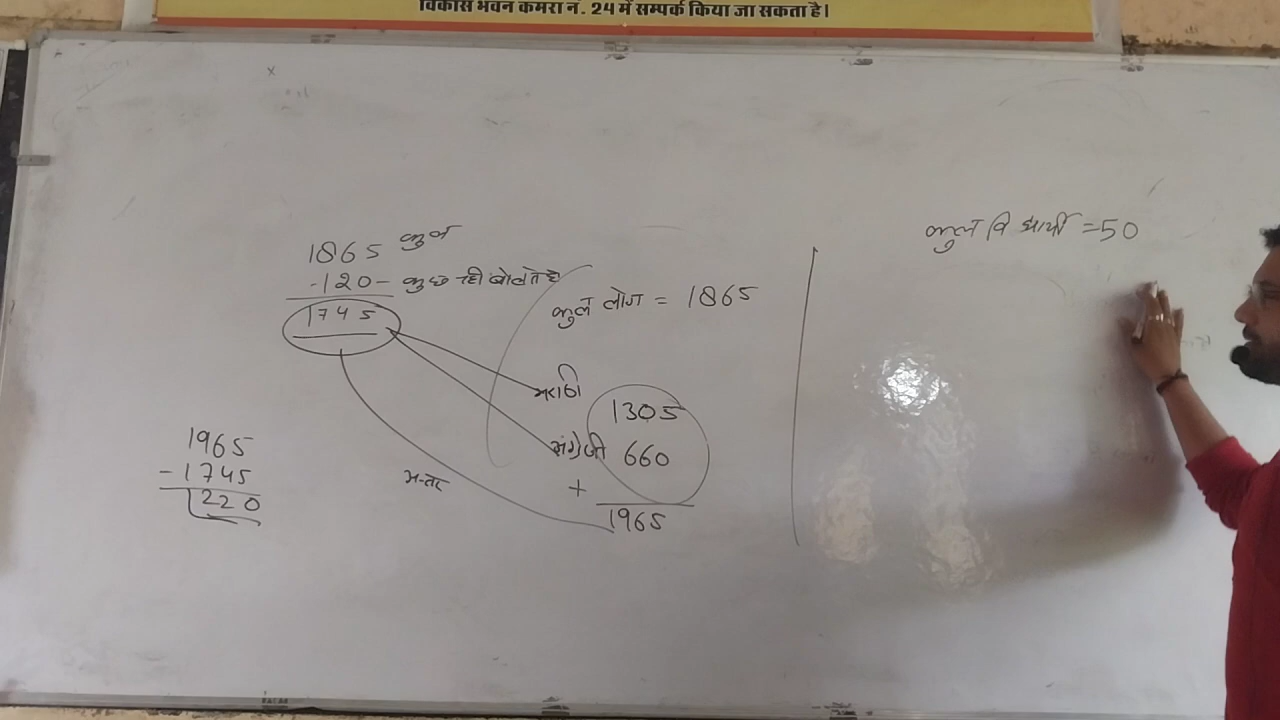 विकास भवन कमरा नं. 24 में सम्पर्क किया जा सकता है।
1865 कुल
-120- कुछ नही बोलते है
1745
कुल लोग = 1865
मराठी 1305
अंग्रेजी 660
+
1965
अन्तर
1965
-1745
220
कुल विद्यार्थी =50